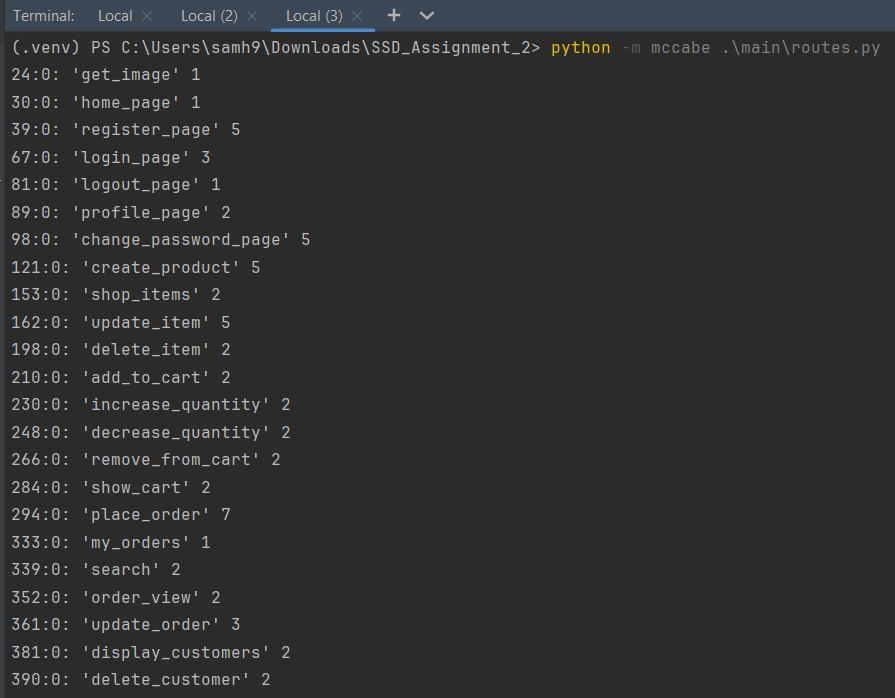 Terminal: Local × Local (2) × Local (3) × +
(.venv) PS C:\Users\samh9\Downloads\SSD_Assignment_2> python -m mccabe .\main\routes.py
24:0: 'get_image' 1
30:0: 'home_page' 1
39:0: 'register_page' 5
67:0: 'login_page' 3
81:0: 'logout_page' 1
89:0: 'profile_page' 2
98:0: 'change_password_page' 5
121:0: 'create_product' 5
153:0: 'shop_items' 2
162:0: 'update_item' 5
198:0: 'delete_item' 2
210:0: 'add_to_cart' 2
230:0: 'increase_quantity' 2
248:0: 'decrease_quantity' 2
266:0: 'remove_from_cart' 2
284:0: 'show_cart' 2
294:0: 'place_order' 7
333:0: 'my_orders' 1
339:0: 'search' 2
352:0: 'order_view' 2
361:0: 'update_order' 3
381:0: 'display_customers' 2
390:0: 'delete_customer' 2